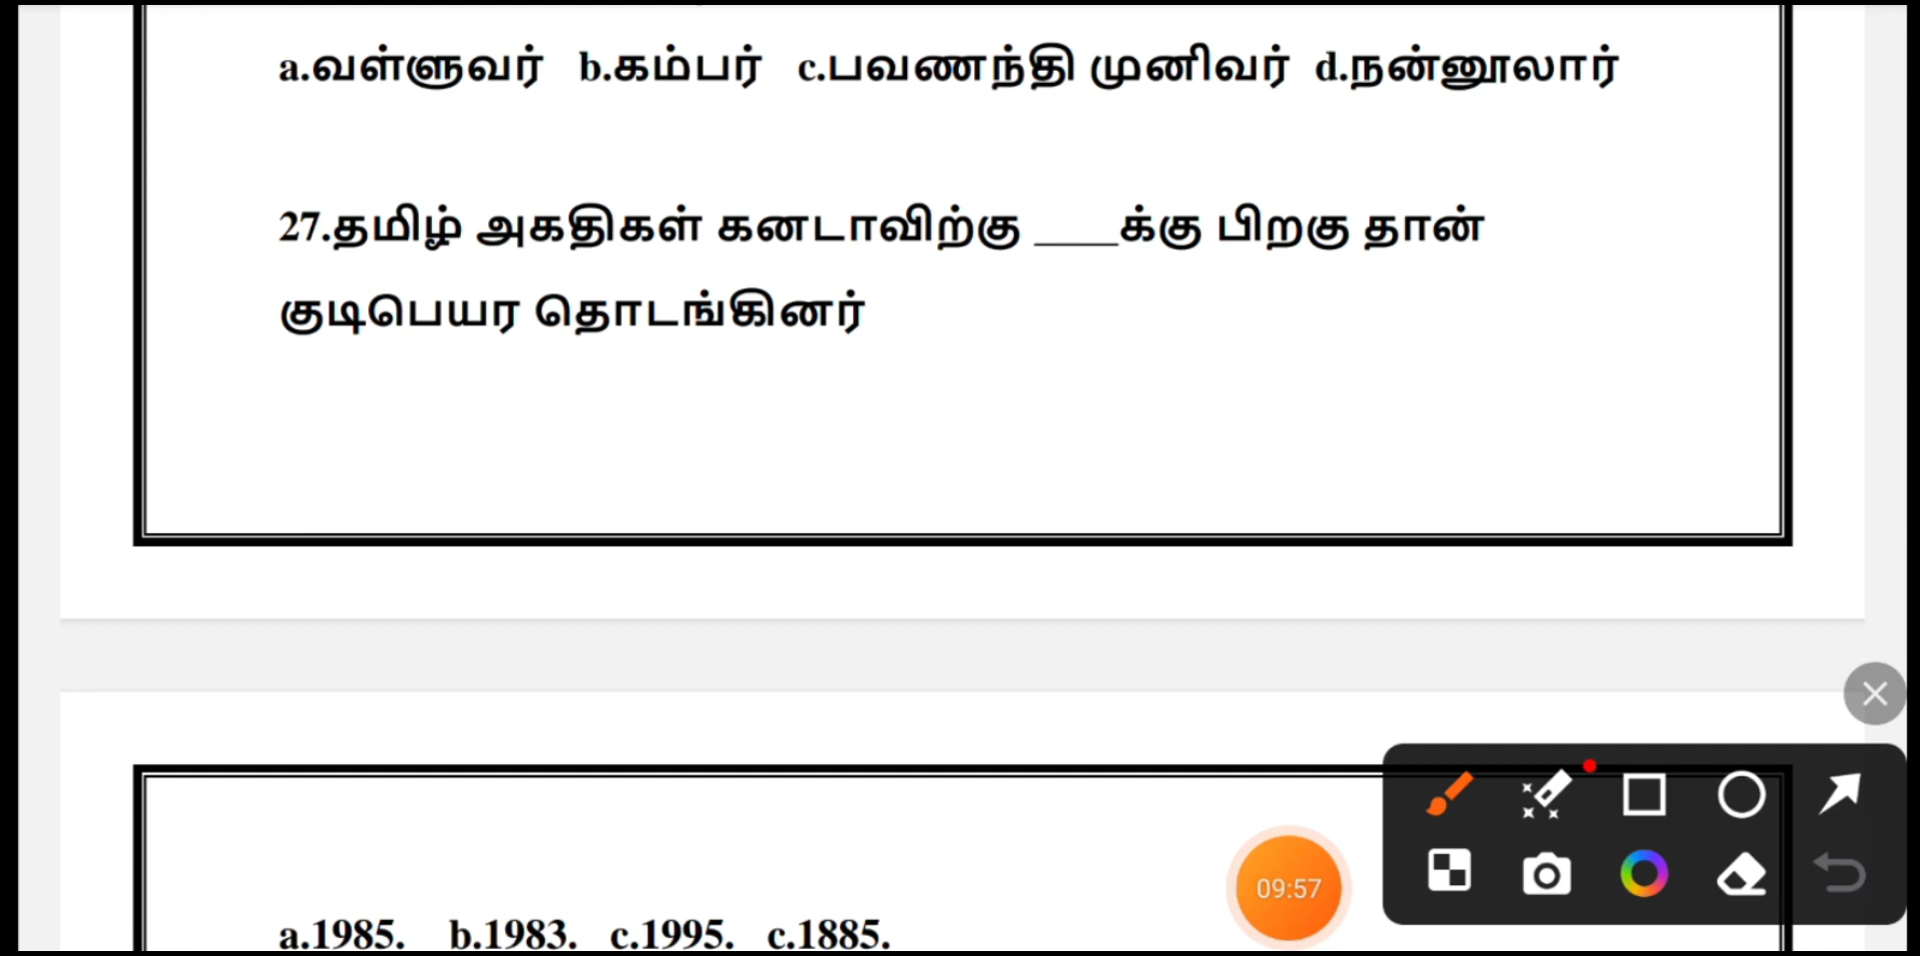 a.வள்ளுவர் b.கம்பர் c.பவணந்தி முனிவர் d.நன்னூலார்
27.தமிழ் அகதிகள் கனடாவிற்கு ____க்கு பிறகு தான்
குடிபெயர தொடங்கினர்
09:57
a.1985. b.1983. c.1995. c.1885.